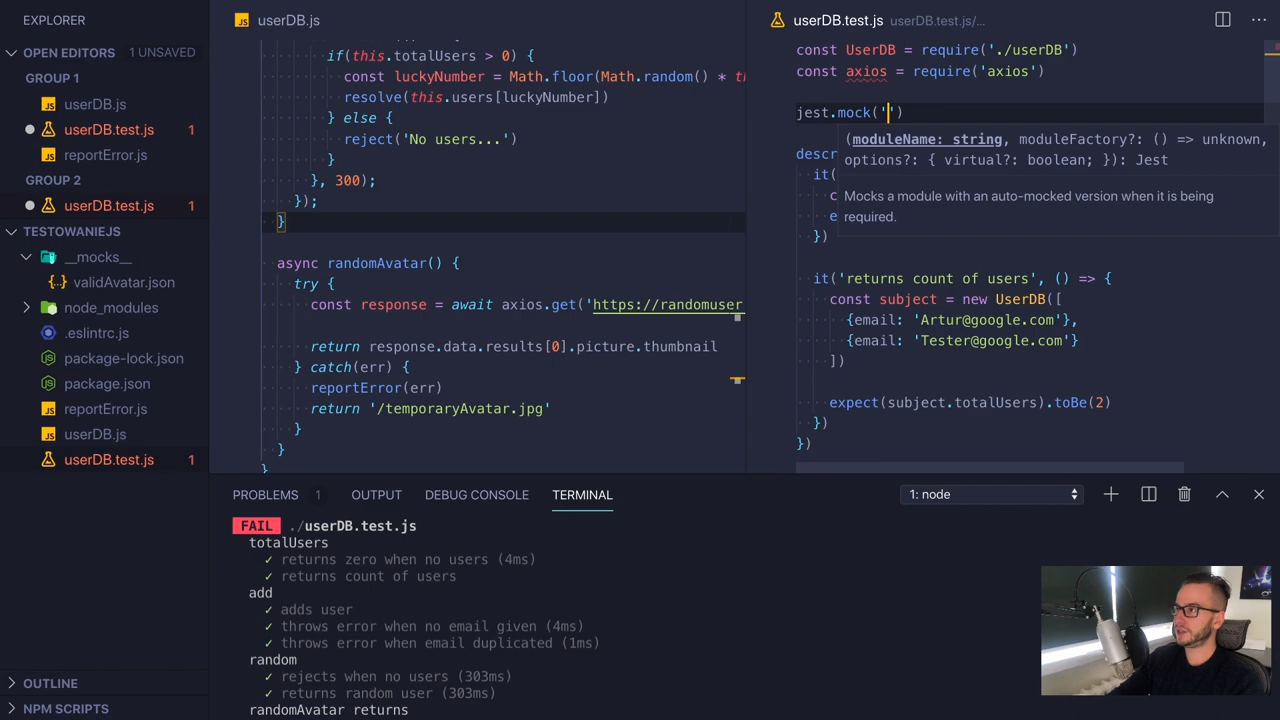 EXPLORER
OPEN EDITORS 1 UNSAVED
GROUP 1
JS userDB.js
userDB.test.js 1
JS reportError.js
GROUP 2
userDB.test.js 1
TESTOWANIEJS
__mocks__
{··} validAvatar.json
node_modules
.eslintrc.js
package-lock.json
package.json
JS reportError.js
JS userDB.js
userDB.test.js 1
OUTLINE
NPM SCRIPTS
JS userDB.js
if(this.totalUsers > 0) {
const luckyNumber = Math.floor(Math.random() * th
resolve(this.users[luckyNumber])
} else {
reject('No users...')
}
}, 300);
});
}
async randomAvatar() {
try {
const response = await axios.get('https://randomuser
return response.data.results[0].picture.thumbnail
} catch(err) {
reportError(err)
return '/temporaryAvatar.jpg'
}
}
}
userDB.test.js userDB.test.js/...
const UserDB = require('./userDB')
const axios = require('axios')
jest.mock('')
(moduleName: string, moduleFactory?: () => unknown,
options?: { virtual?: boolean; }): Jest
Mocks a module with an auto-mocked version when it is being
required.
descr
it(
c
e
})
it('returns count of users', () => {
const subject = new UserDB([
{email: 'Artur@google.com'},
{email: 'Tester@google.com'}
])
expect(subject.totalUsers).toBe(2)
})
})
PROBLEMS 1 OUTPUT DEBUG CONSOLE TERMINAL 1: node
FAIL ./userDB.test.js
totalUsers
✓ returns zero when no users (4ms)
✓ returns count of users
add
✓ adds user
✓ throws error when no email given (4ms)
✓ throws error when email duplicated (1ms)
random
✓ rejects when no users (303ms)
✓ returns random user (303ms)
randomAvatar returns